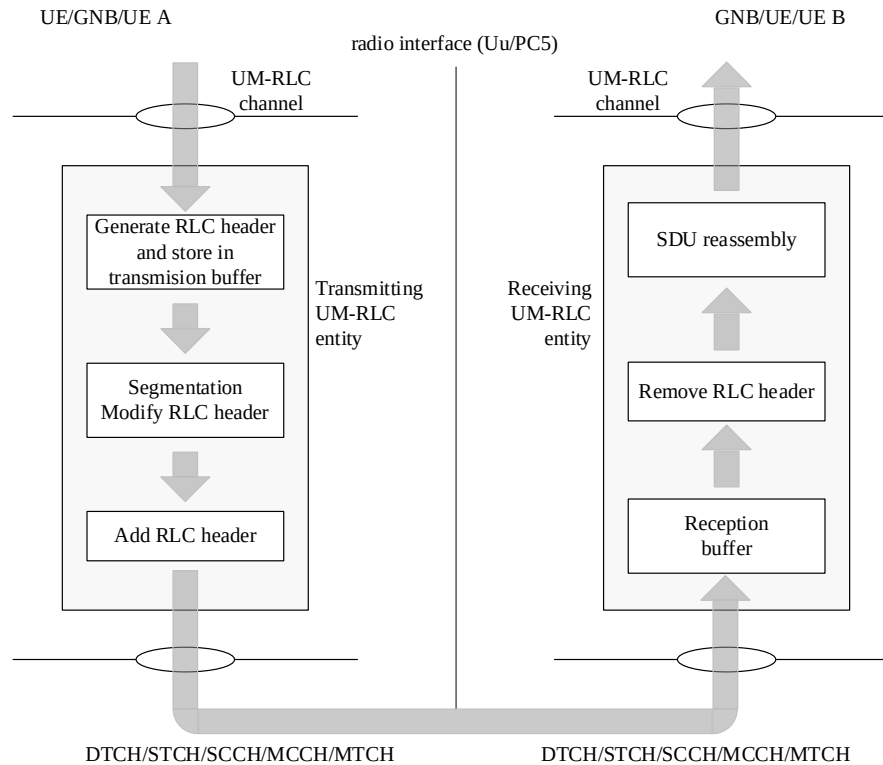 UE/GNB/UE A
GNB/UE/UE B
radio interface (Uu/PC5)
UM-RLC
channel
UM-RLC
channel
Generate RLC header
and store in
transmision buffer
Transmitting
UM-RLC
entity
Segmentation
Modify RLC header
Add RLC header
SDU reassembly
Receiving
UM-RLC
entity
Remove RLC header
Reception
buffer
DTCH/STCH/SCCH/MCCH/MTCH
DTCH/STCH/SCCH/MCCH/MTCH